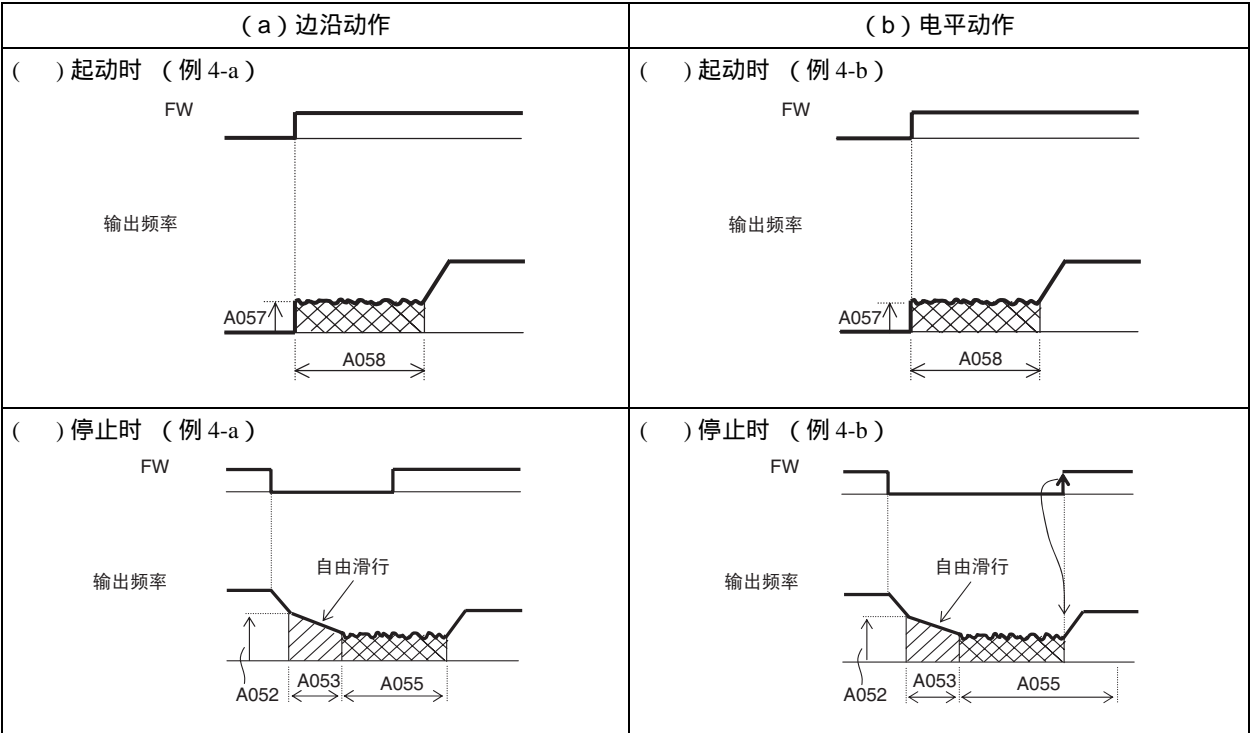 （a）边沿动作
（b）电平动作
(　) 起动时 （例 4-a）
FW
输出频率
A057
A058
(　) 起动时 （例 4-b）
FW
输出频率
A057
A058
(　) 停止时 （例 4-a）
FW
输出频率
自由滑行
A052
A053
A055
(　) 停止时 （例 4-b）
FW
输出频率
自由滑行
A052
A053
A055